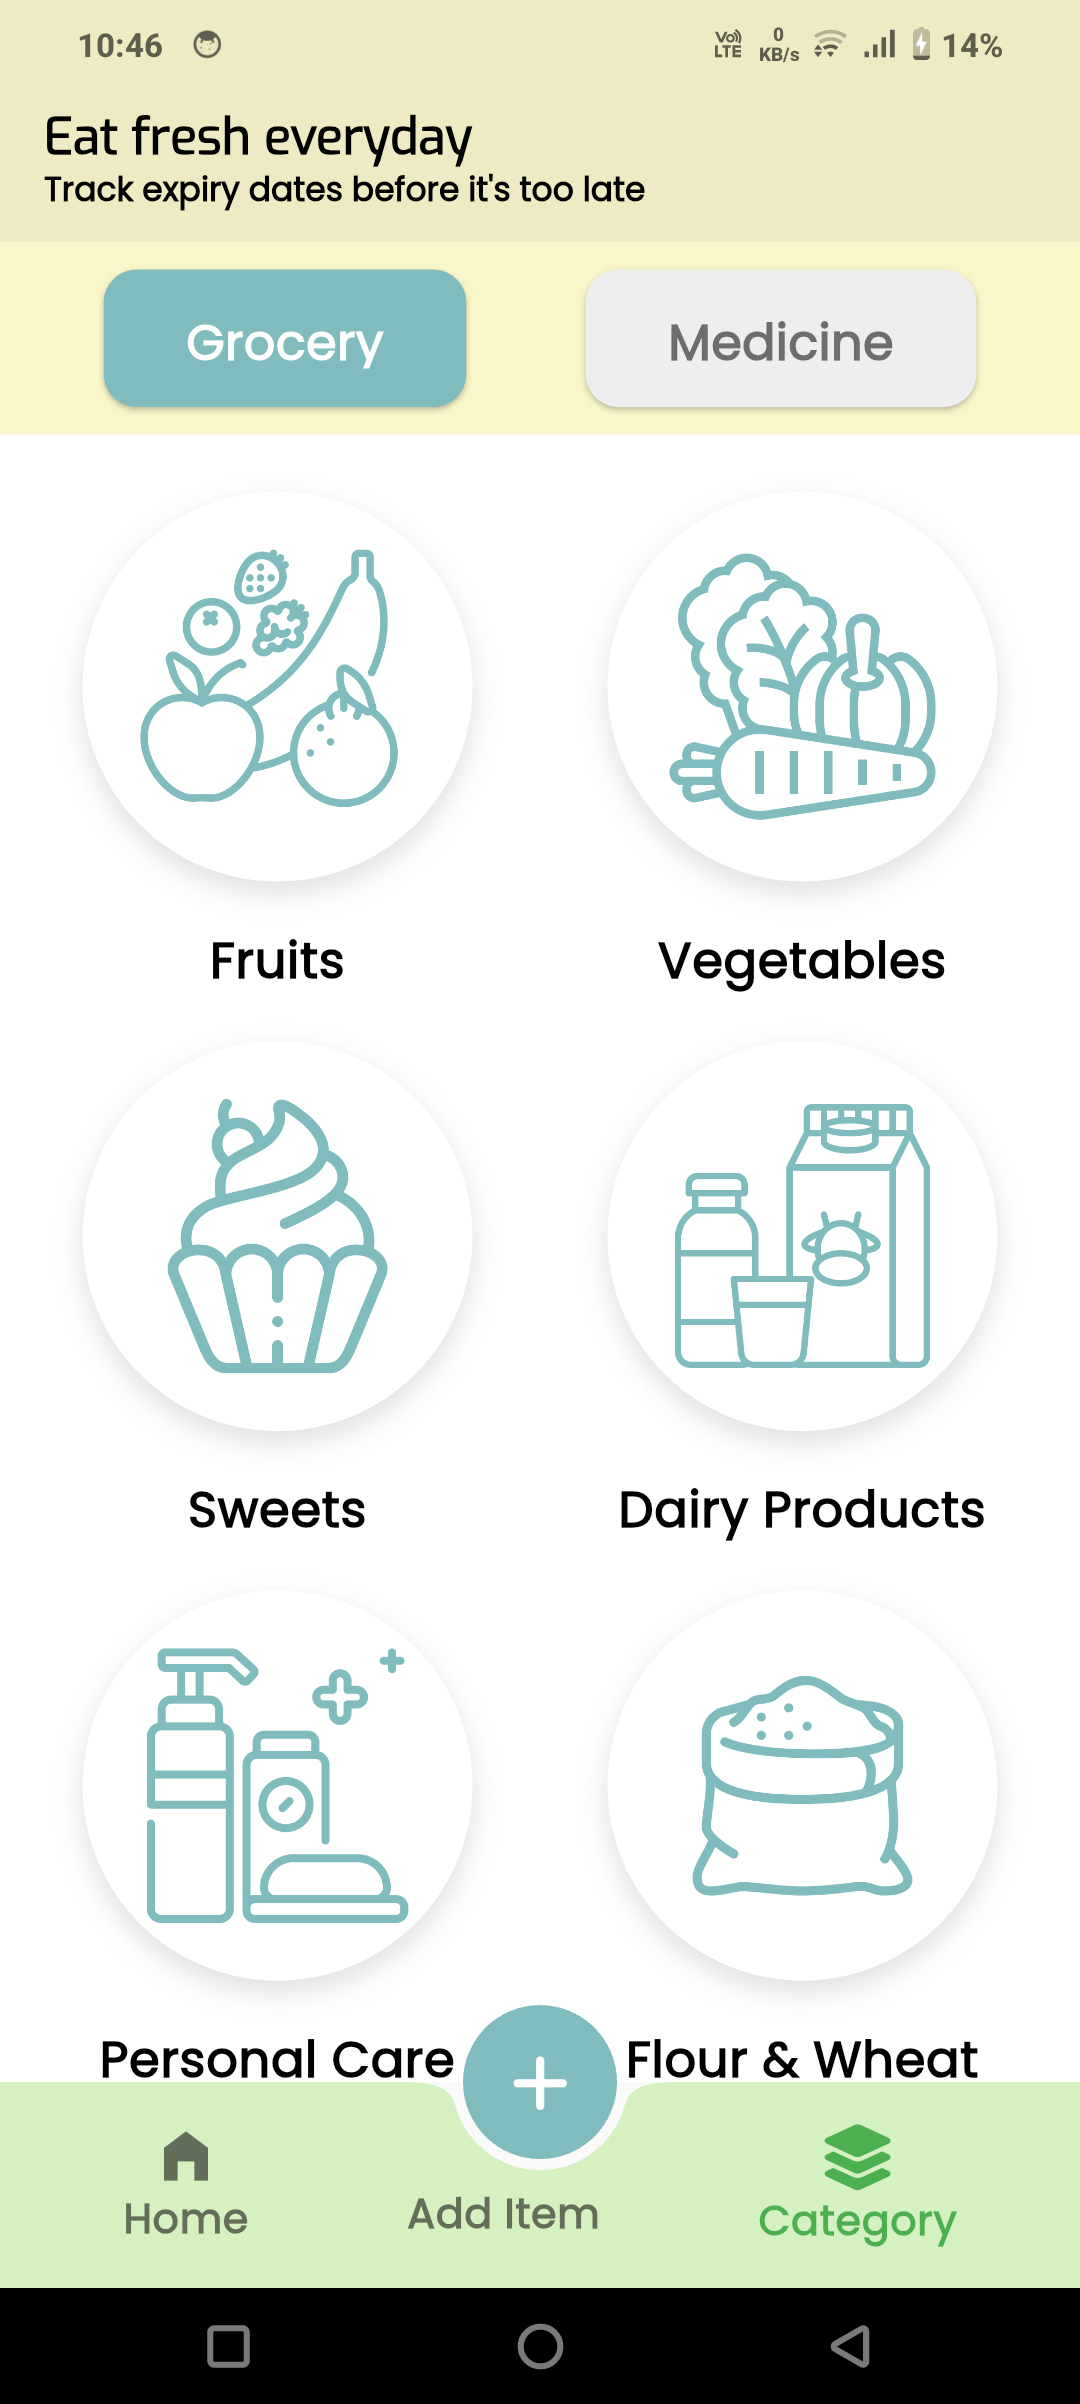 10:46
Vo) LTE 0 KB/s 14%
Eat fresh everyday
Track expiry dates before it's too late
Grocery Medicine
Fruits Vegetables
Sweets Dairy Products
Personal Care Flour & Wheat
Home Add Item Category